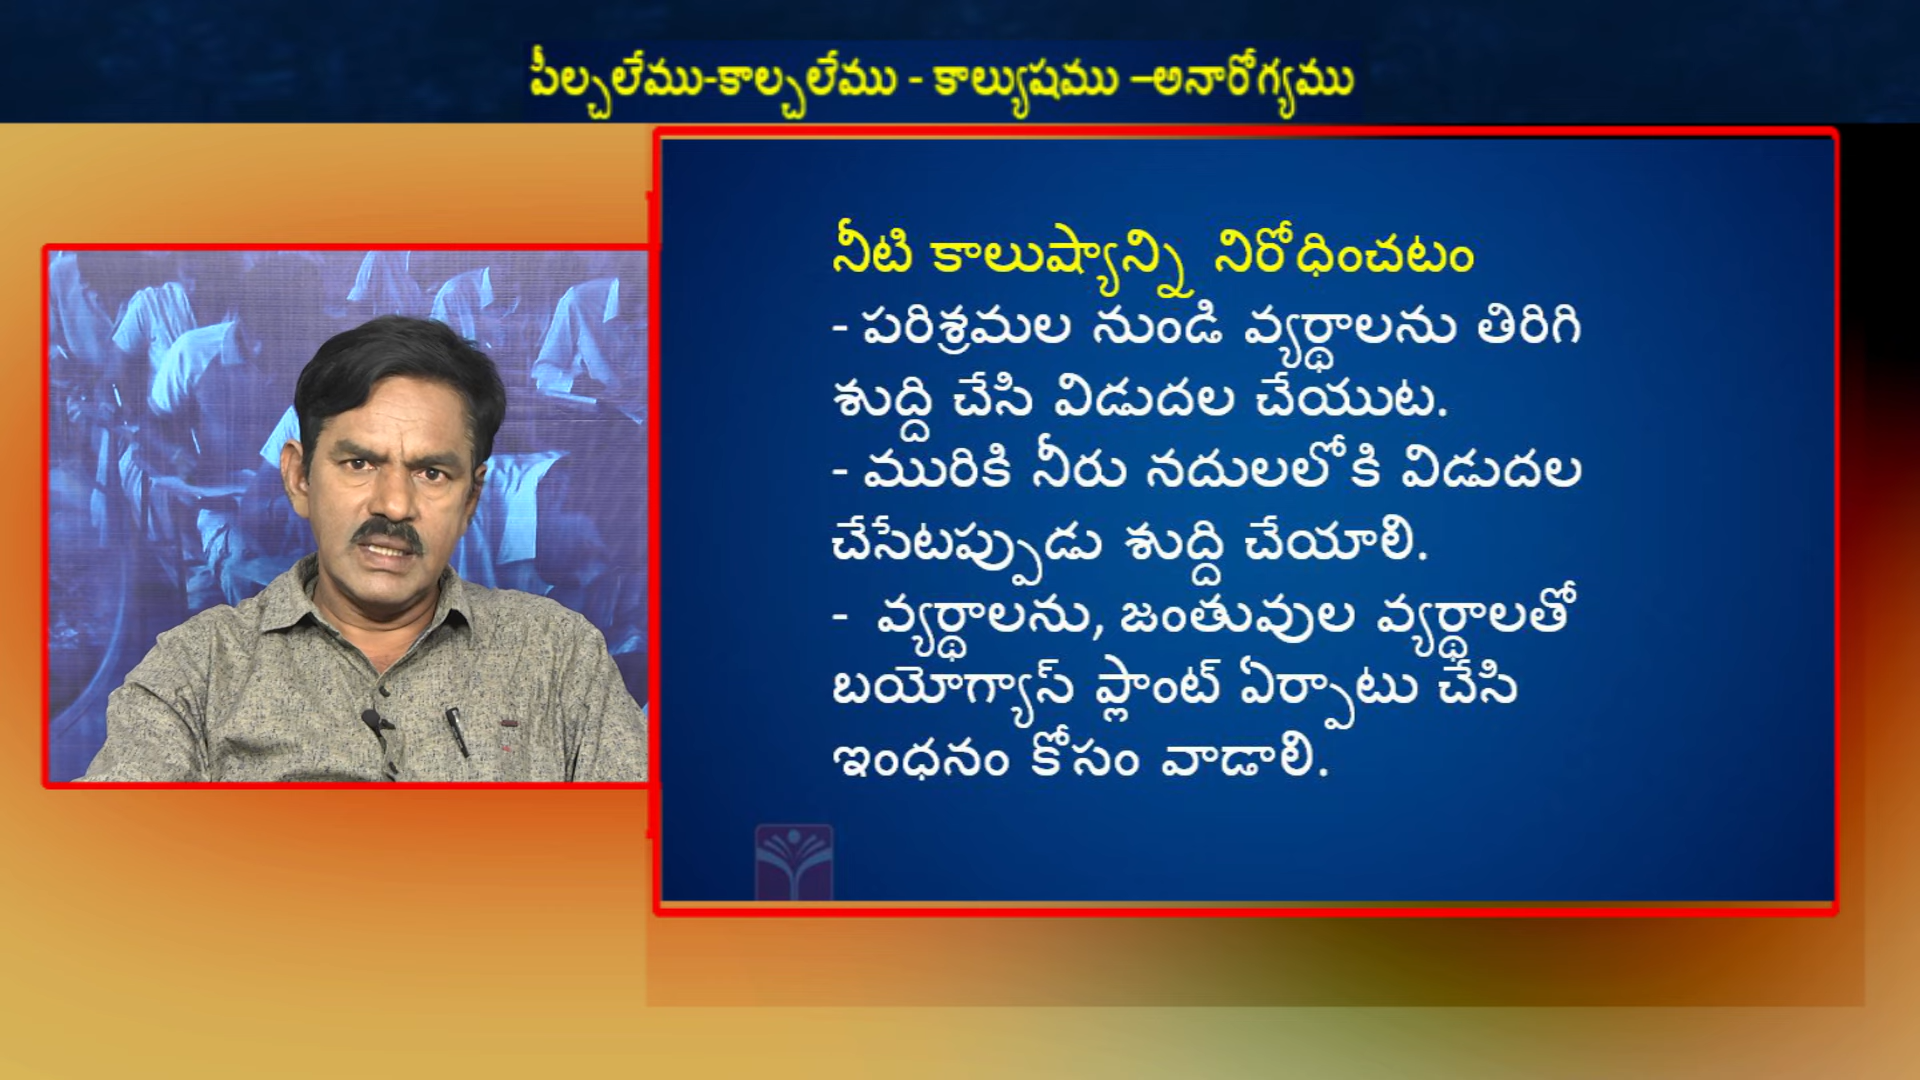 పీల్చలేము-కాల్చలేము - కాల్యుషము –అనారోగ్యము
నీటి కాలుష్యాన్ని నిరోధించటం
- పరిశ్రమల నుండి వ్యర్థాలను తిరిగి
శుద్ది చేసి విడుదల చేయుట.
- మురికి నీరు నదులలోకి విడుదల
చేసేటప్పుడు శుద్ది చేయాలి.
- వ్యర్థాలను, జంతువుల వ్యర్థాలతో
బయోగ్యాస్ ప్లాంట్ ఏర్పాటు చేసి
ఇంధనం కోసం వాడాలి.